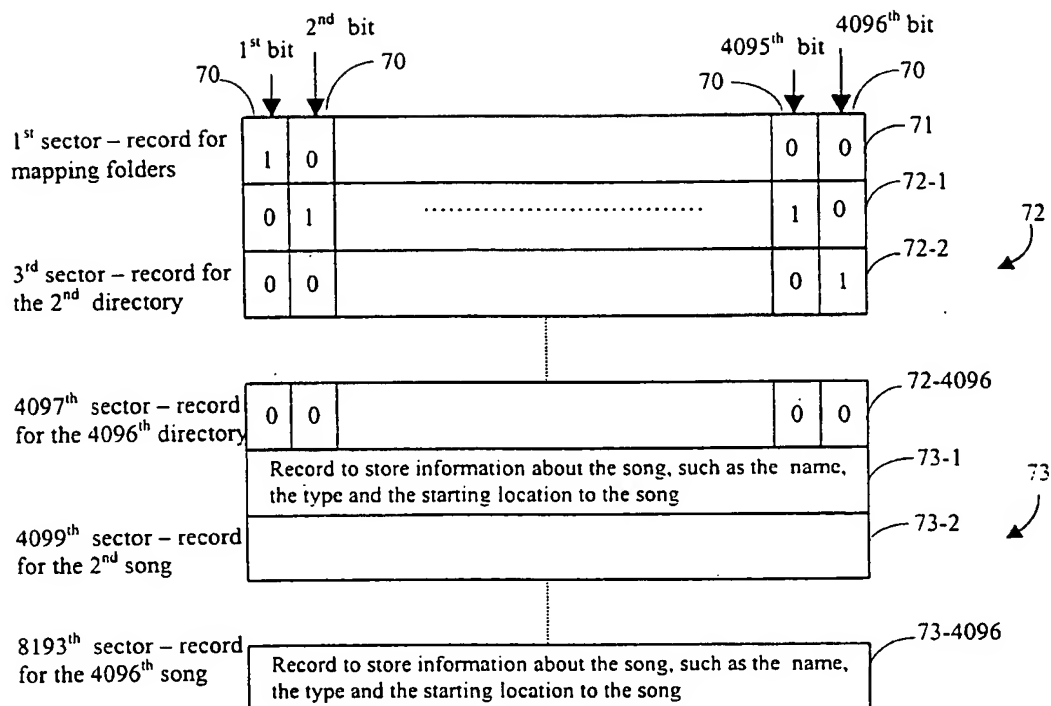 1st bit
2nd bit
4095th bit
4096th bit
70
70
70
70
1st sector – record for
mapping folders
1 0 0 0
71
0 1 ........................................ 1 0
72-1
72
3rd sector – record for
the 2nd directory
0 0 0 1
72-2
4097th sector – record
for the 4096th directory
0 0 0 0
72-4096
Record to store information about the song, such as the name,
the type and the starting location to the song
73-1
73
4099th sector – record
for the 2nd song
73-2
8193th sector – record
for the 4096th song
Record to store information about the song, such as the name,
the type and the starting location to the song
73-4096